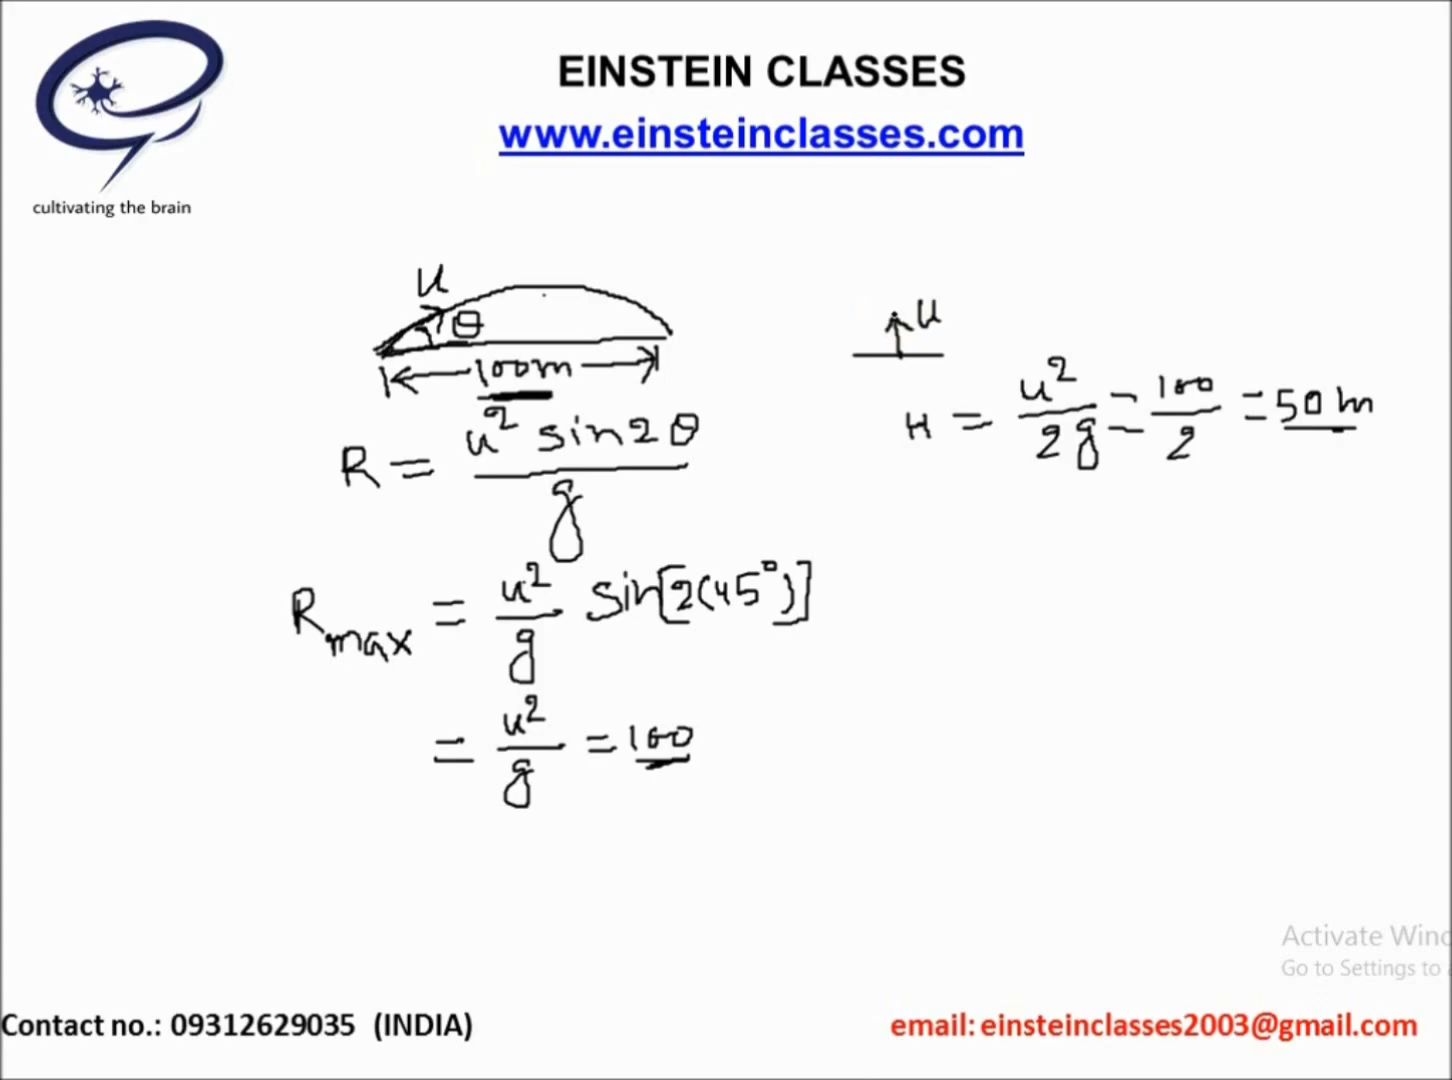 EINSTEIN CLASSES
www.einsteinclasses.com
cultivating the brain
u
θ
100m
R = u² sin2θ / g
Rmax = u² / g sin[2(45°)]
= u² / g = 100
u
H = u² / 2g = 100 / 2 = 50 m
Activate Wind
Go to Settings to a
Contact no.: 09312629035 (INDIA)
email: einsteinclasses2003@gmail.com